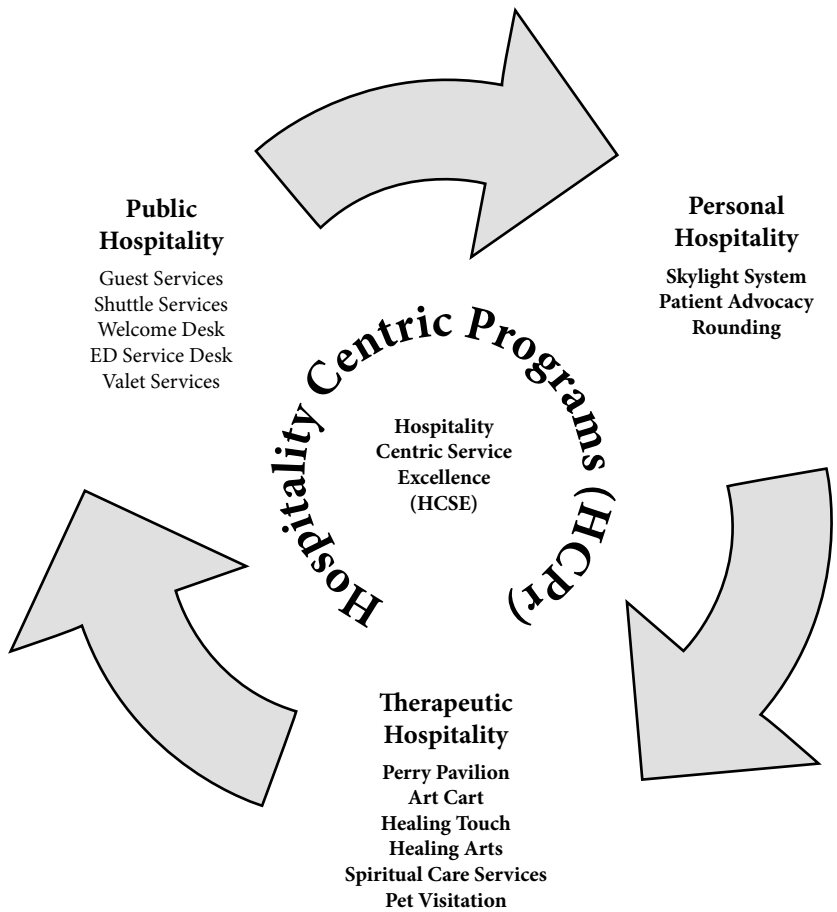 Public
Hospitality
Guest Services
Shuttle Services
Welcome Desk
ED Service Desk
Valet Services
Personal
Hospitality
Skylight System
Patient Advocacy
Rounding
Hospitality Centric Programs (HCPr)
Hospitality
Centric Service
Excellence
(HCSE)
Therapeutic
Hospitality
Perry Pavilion
Art Cart
Healing Touch
Healing Arts
Spiritual Care Services
Pet Visitation